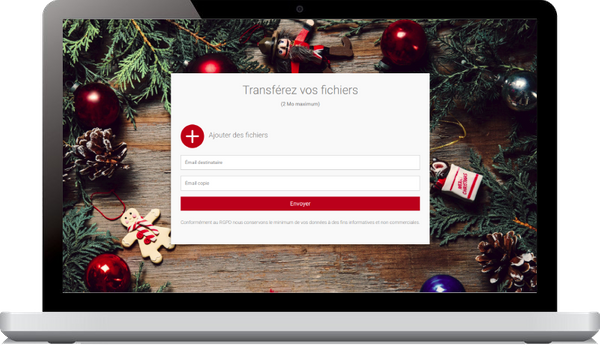 Transférez vos fichiers
(2 Mo maximum)
Ajouter des fichiers
Email destinataire
Email copie
Envoyer
Conformément au RGPD nous conservons le minimum de vos données à des fins informatives et non commerciales